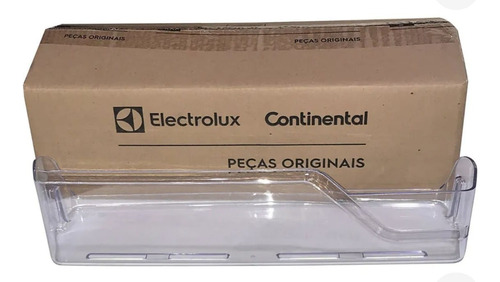 PEÇAS ORIGINAIS
PEÇAS ORIGINAIS
Electrolux Continental
PEÇAS ORIGINAIS